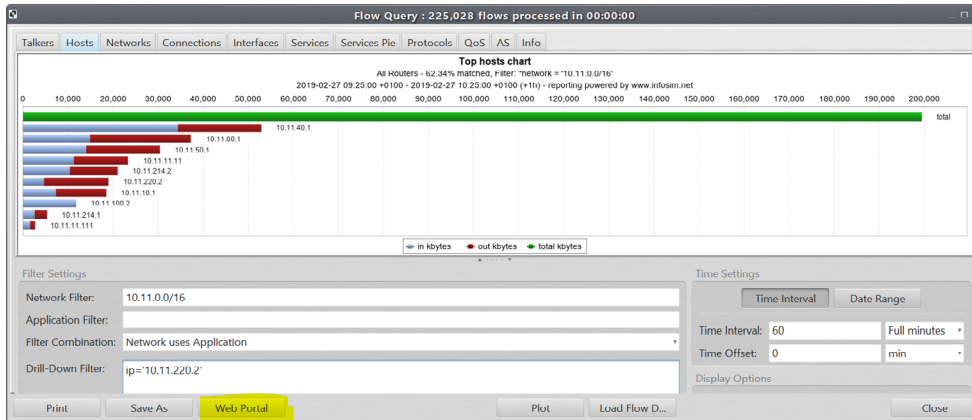 Flow Query : 225,028 flows processed in 00:00:00
Talkers Hosts Networks Connections Interfaces Services Services Pie Protocols QoS AS Info
Top hosts chart
All Routers - 62.34% matched, Filter: "network = '10.11.0.0/16'
2019-02-27 09:25:00 +0100 - 2019-02-27 10:25:00 +0100 (+1h) - reporting powered by www.infosim.net
0 10,000 20,000 30,000 40,000 50,000 60,000 70,000 80,000 90,000 100,000 110,000 120,000 130,000 140,000 150,000 160,000 170,000 180,000 190,000 200,000
total
10.11.40.1
10.11.60.1
10.11.50.1
10.11.11.11
10.11.214.2
10.11.220.2
10.11.10.1
10.11.100.2
10.11.214.1
10.11.11.111
in kbytes out kbytes total kbytes
Filter Settings
Network Filter: 10.11.0.0/16
Application Filter:
Filter Combination: Network uses Application
Drill-Down Filter: ip='10.11.220.2'
Time Settings
Time Interval Date Range
Time Interval: 60 Full minutes
Time Offset: 0 min
Display Options
Print Save As Web Portal Plot Load Flow D... Close